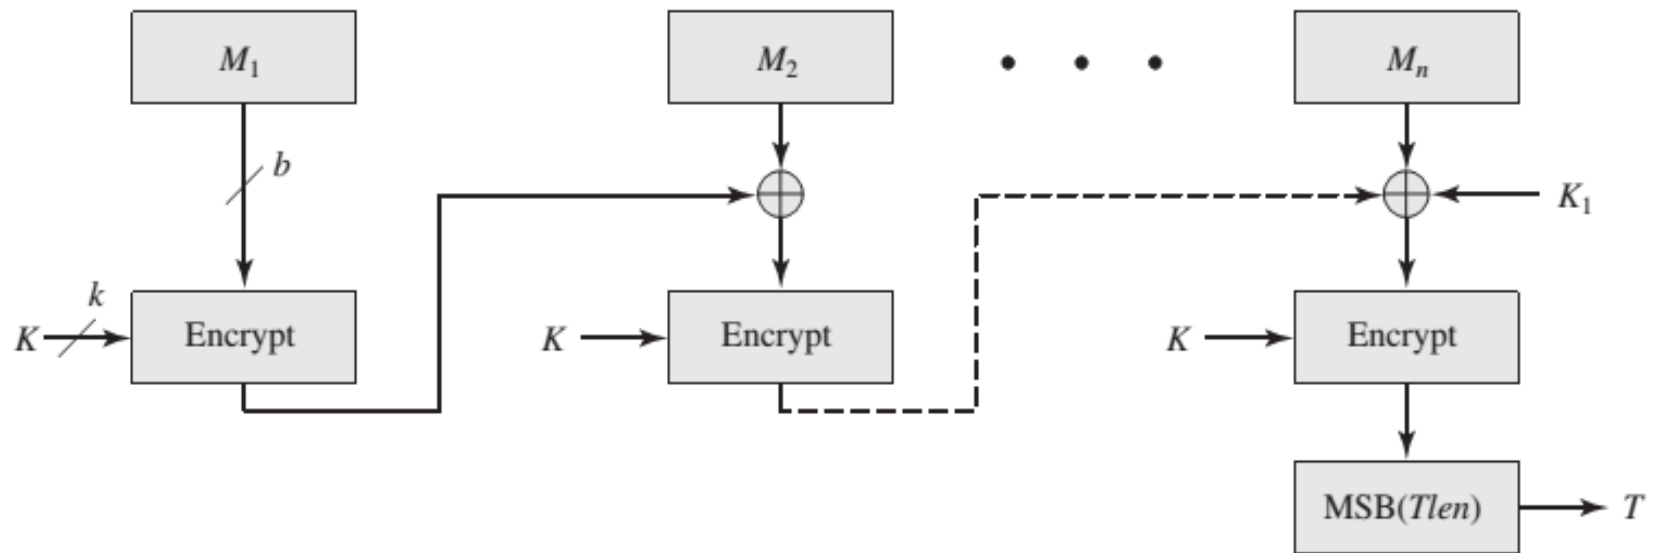 M₁ M₂ • • • Mₙ
b
K₁
k
K Encrypt K Encrypt K Encrypt
MSB(Tlen) T